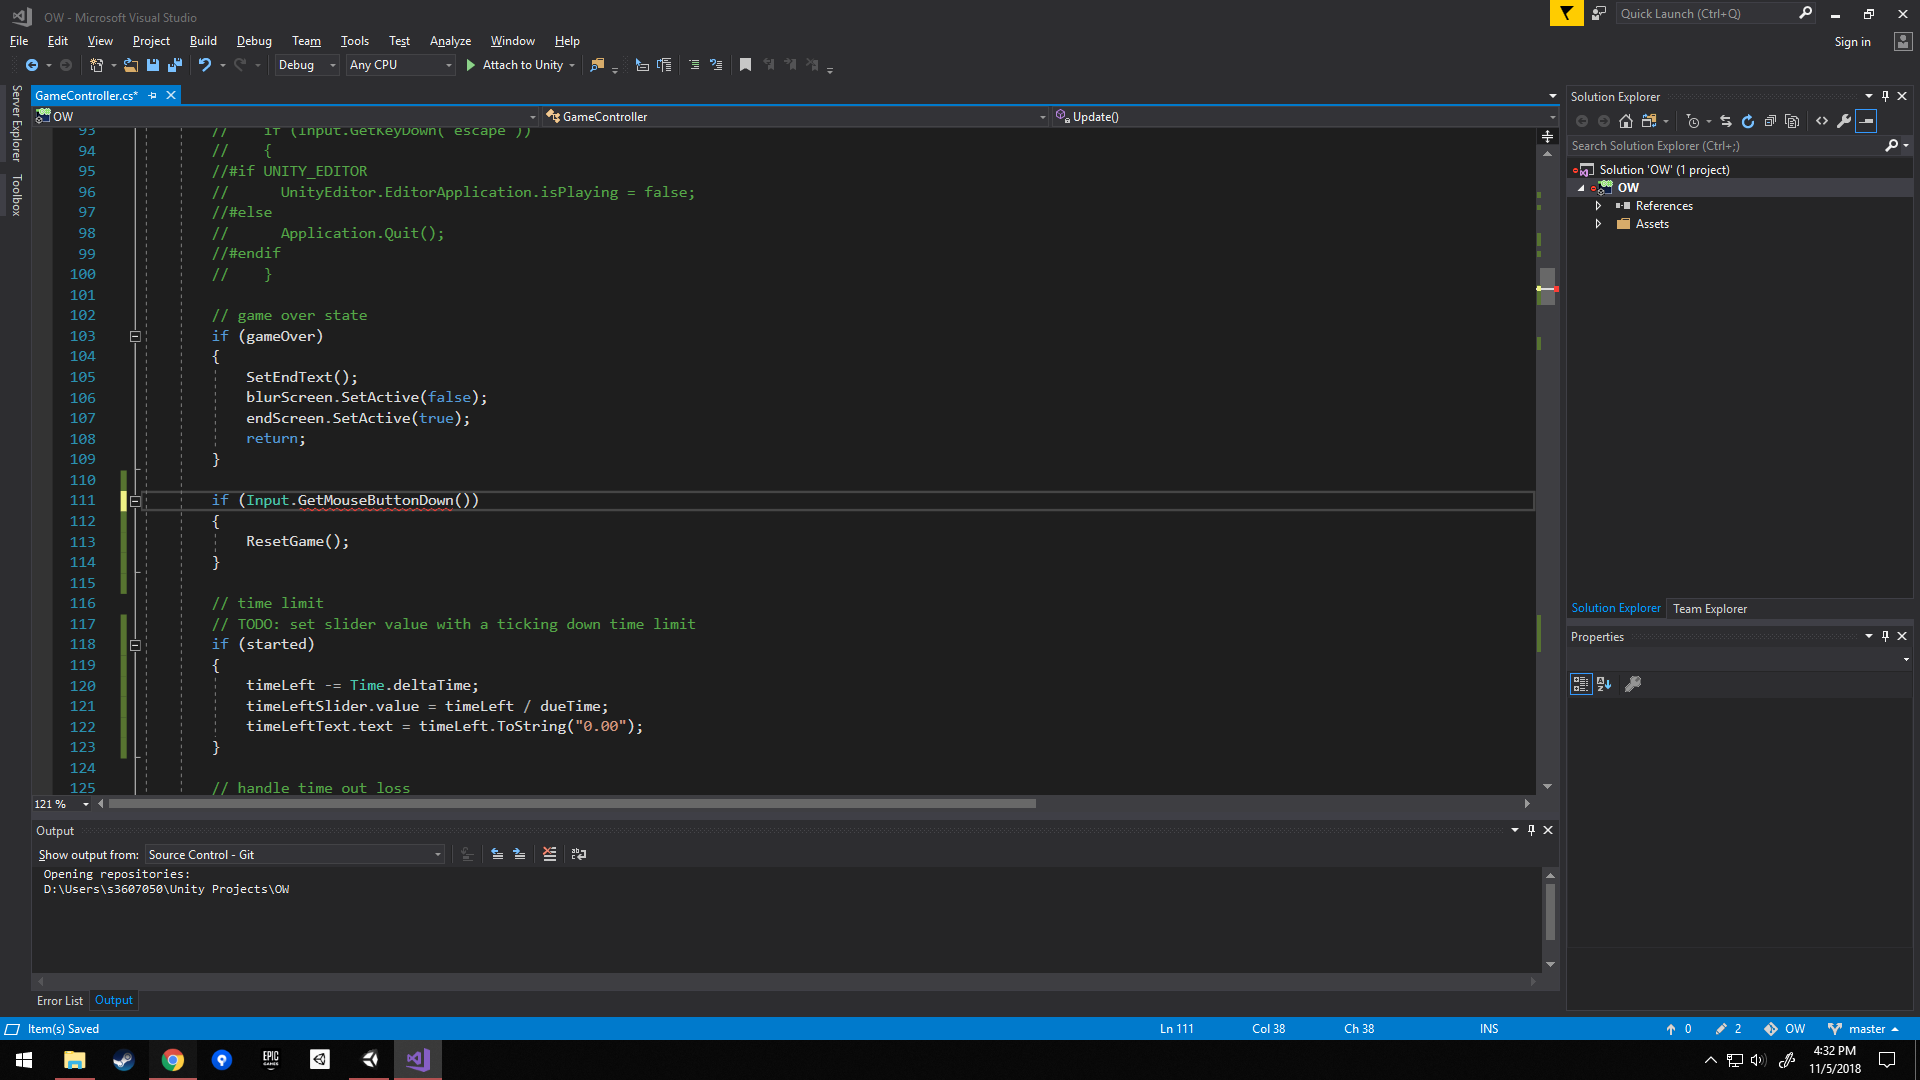 OW - Microsoft Visual Studio
Quick Launch (Ctrl+Q)
File Edit View Project Build Debug Team Tools Test Analyze Window Help
Sign in
Debug Any CPU Attach to Unity
Server Explorer
Toolbox
GameController.cs*
OW GameController Update()
93 // if (Input.GetKeyDown("escape"))
94 // {
95 //#if UNITY_EDITOR
96 // UnityEditor.EditorApplication.isPlaying = false;
97 //#else
98 // Application.Quit();
99 //#endif
100 // }
101
102 // game over state
103 if (gameOver)
104 {
105 SetEndText();
106 blurScreen.SetActive(false);
107 endScreen.SetActive(true);
108 return;
109 }
110
111 if (Input.GetMouseButtonDown())
112 {
113 ResetGame();
114 }
115
116 // time limit
117 // TODO: set slider value with a ticking down time limit
118 if (started)
119 {
120 timeLeft -= Time.deltaTime;
121 timeLeftSlider.value = timeLeft / dueTime;
122 timeLeftText.text = timeLeft.ToString("0.00");
123 }
124
125 // handle time out loss
121 %
Output
Show output from: Source Control - Git
Opening repositories:
D:\Users\s3607050\Unity Projects\OW
Error List Output
Solution Explorer
Search Solution Explorer (Ctrl+;)
Solution 'OW' (1 project)
OW
References
Assets
Solution Explorer Team Explorer
Properties
Item(s) Saved Ln 111 Col 38 Ch 38 INS 0 2 OW master
EPIC GAMES
4:32 PM
11/5/2018